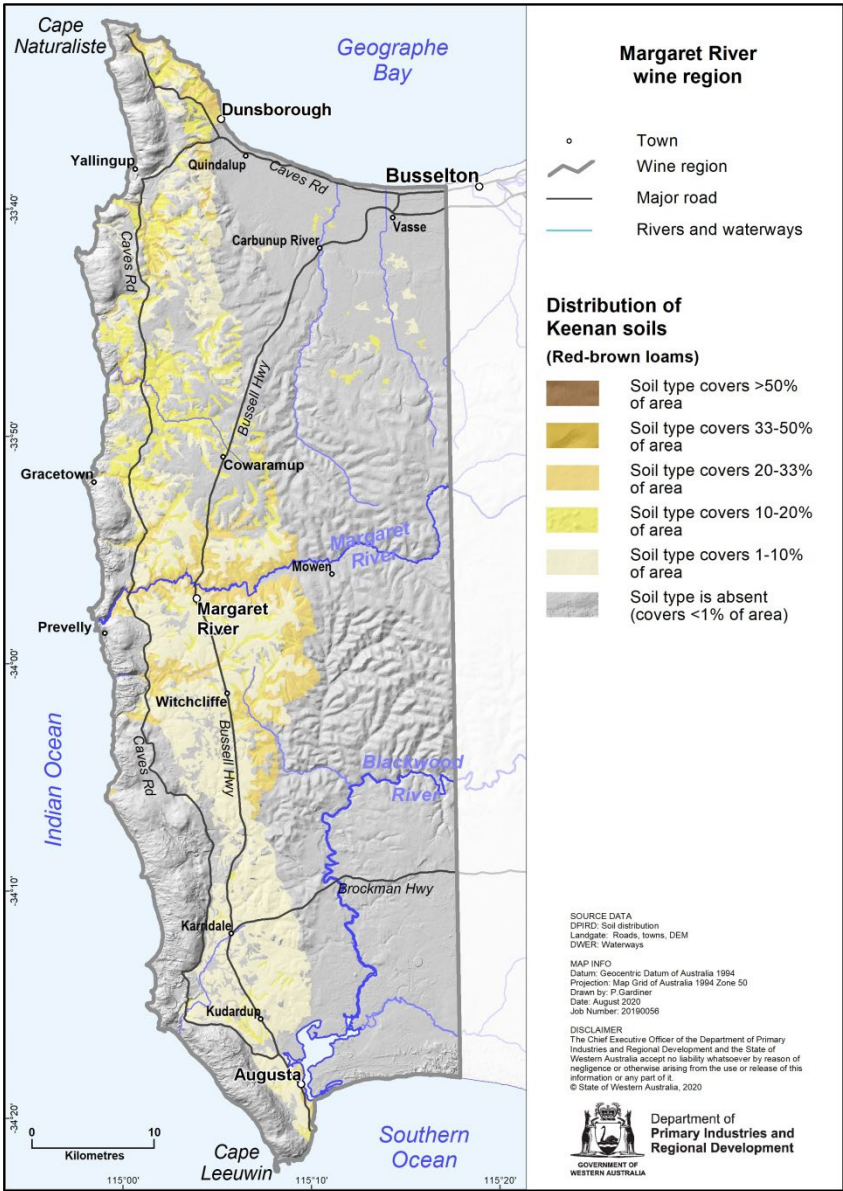 Cape
Naturaliste
Geographe
Bay
Dunsborough
Yallingup
Quindalup
Caves Rd
Busselton
Vasse
Carbunup River
Caves Rd
Bussell Hwy
Gracetown
Cowaramup
Margaret
River
Mowen
Margaret
River
Prevelly
Witchcliffe
Bussell Hwy
Caves Rd
Indian Ocean
Blackwood
River
Brockman Hwy
Karridale
Kudardup
Augusta
Cape
Leeuwin
Southern
Ocean
-33°40'
-33°50'
-34°00'
-34°10'
-34°20'
0 10
Kilometres
115°00' 115°10' 115°20'
Margaret River
wine region
Town
Wine region
Major road
Rivers and waterways
Distribution of
Keenan soils
(Red-brown loams)
Soil type covers >50%
of area
Soil type covers 33-50%
of area
Soil type covers 20-33%
of area
Soil type covers 10-20%
of area
Soil type covers 1-10%
of area
Soil type is absent
(covers <1% of area)
SOURCE DATA
DPIRD: Soil distribution
Landgate: Roads, towns, DEM
DWER: Waterways
MAP INFO
Datum: Geocentric Datum of Australia 1994
Projection: Map Grid of Australia 1994 Zone 50
Drawn by: P.Gardiner
Date: August 2020
Job Number: 20190056
DISCLAIMER
The Chief Executive Officer of the Department of Primary
Industries and Regional Development and the State of
Western Australia accept no liability whatsoever by reason of
negligence or otherwise arising from the use or release of this
information or any part of it.
© State of Western Australia, 2020
GOVERNMENT OF
WESTERN AUSTRALIA
Department of
Primary Industries and
Regional Development